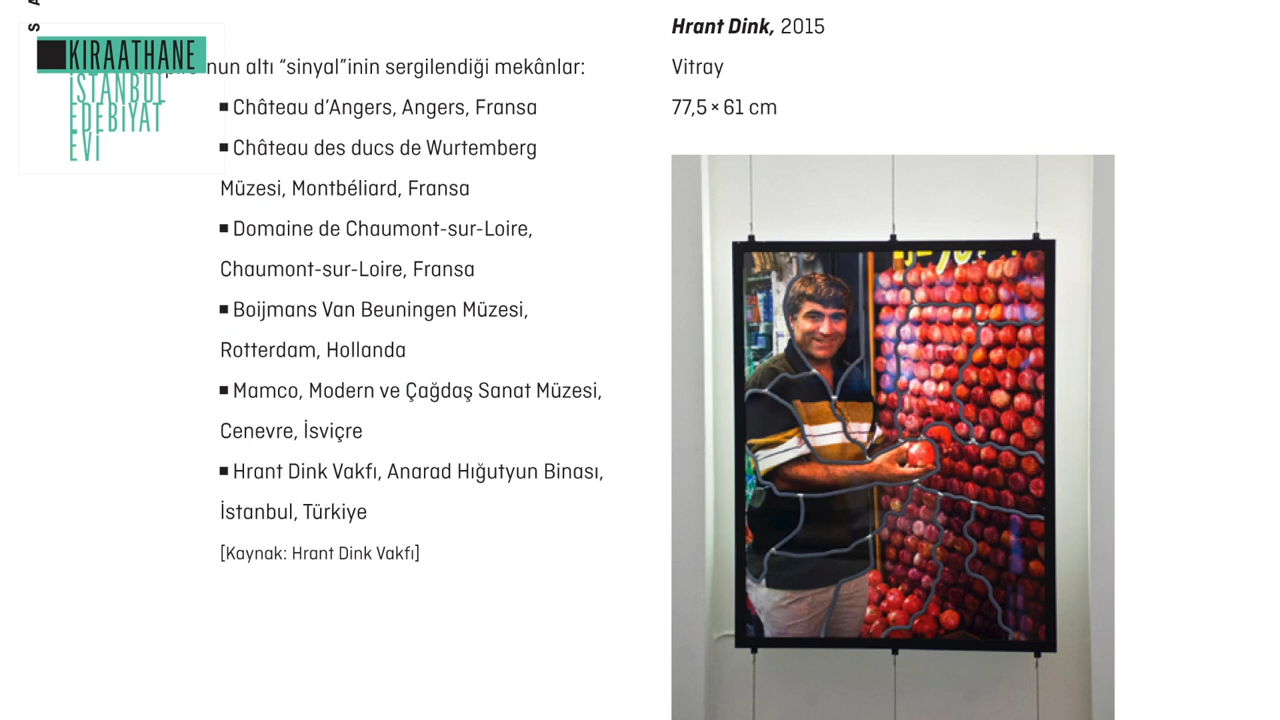 KIRAATHANE
İSTANBUL
EDEBİYAT
EVİ
nun altı “sinyal”inin sergilendiği mekânlar:
■ Château d’Angers, Angers, Fransa
■ Château des ducs de Wurtemberg
Müzesi, Montbéliard, Fransa
■ Domaine de Chaumont-sur-Loire,
Chaumont-sur-Loire, Fransa
■ Boijmans Van Beuningen Müzesi,
Rotterdam, Hollanda
■ Mamco, Modern ve Çağdaş Sanat Müzesi,
Cenevre, İsviçre
■ Hrant Dink Vakfı, Anarad Hığutyun Binası,
İstanbul, Türkiye
[Kaynak: Hrant Dink Vakfı]
Hrant Dink, 2015
Vitray
77,5 × 61 cm